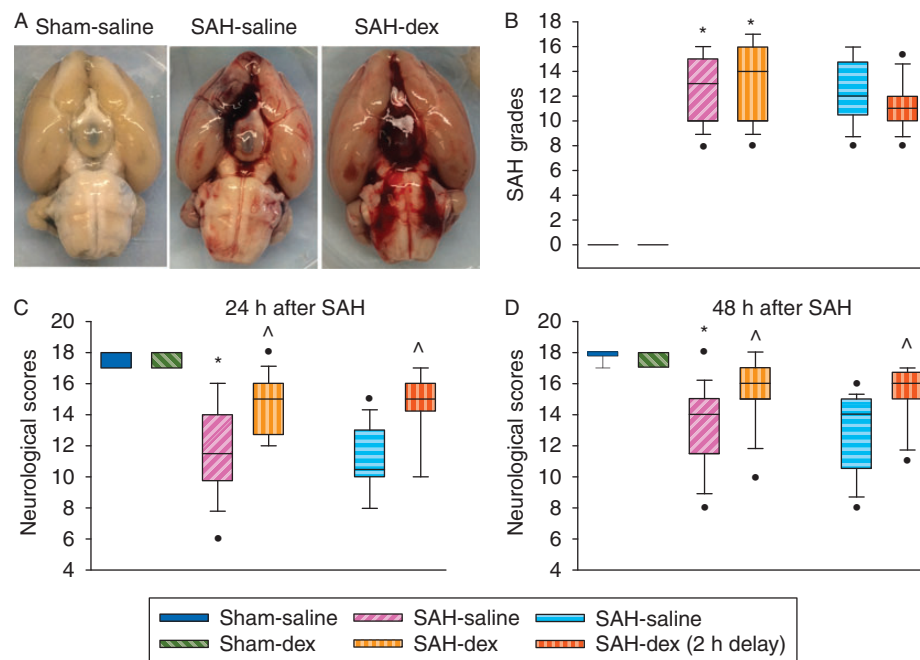 A Sham-saline SAH-saline SAH-dex
B
SAH grades
18
16
14
12
10
8
6
4
2
0
* *
C 24 h after SAH
Neurological scores
20
18
16
14
12
10
8
6
4
* ^ ^
D 48 h after SAH
Neurological scores
20
18
16
14
12
10
8
6
4
* ^ ^
Sham-saline SAH-saline SAH-saline
Sham-dex SAH-dex SAH-dex (2 h delay)